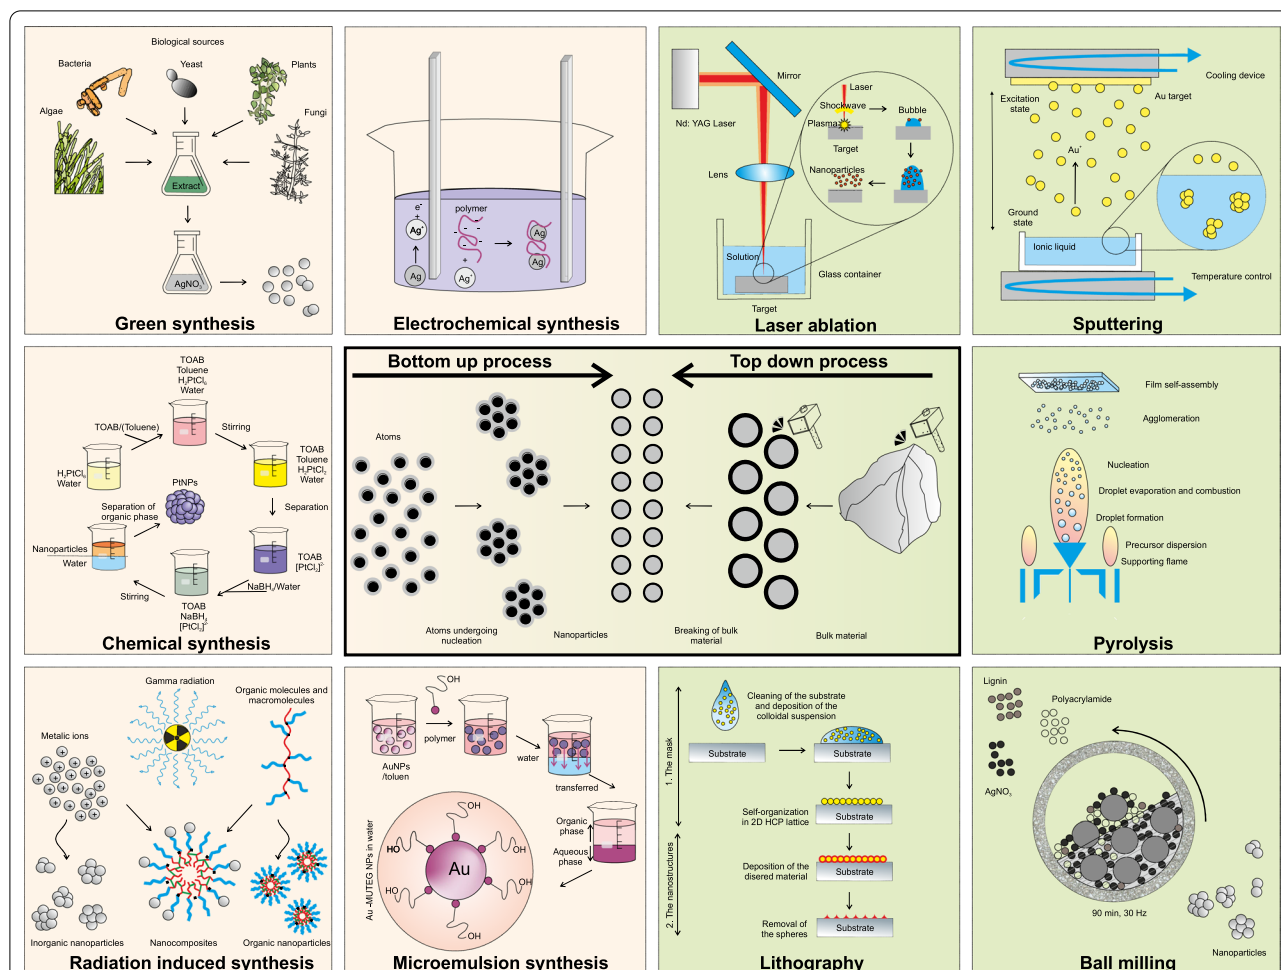 Biological sources
Bacteria
Yeast
Plants
Algae
Fungi
Extract
AgNO3
Green synthesis
e-
+
Ag+
Ag
polymer
+
Ag+
Ag
Ag
Electrochemical synthesis
Nd: YAG Laser
Mirror
Lens
Laser
Shockwave
Plasma
Target
Bubble
Nanoparticles
Solution
Glass container
Target
Laser ablation
Cooling device
Excitation
state
Au target
Au+
Ground
state
Ionic liquid
Temperature control
Sputtering
TOAB
Toluene
H2PtCl6
Water
TOAB/(Toluene)
Stirring
H2PtCl6
Water
TOAB
Toluene
H2PtCl2
Water
PtNPs
Separation of
organic phase
Separation
Nanoparticles
Water
TOAB
[PtCl2]2-
NaBH4/Water
Stirring
TOAB
NaBH4
[PtCl2]2-
Chemical synthesis
Bottom up process
Top down process
Atoms
Atoms undergoing
nucleation
Nanoparticles
Breaking of bulk
material
Bulk material
Film self-assembly
Agglomeration
Nucleation
Droplet evaporation and combustion
Droplet formation
Precursor dispersion
Supporting flame
Pyrolysis
Gamma radiation
Organic molecules and
macromolecules
Metalic ions
Inorganic nanoparticles
Nanocomposites
Organic nanoparticles
Radiation induced synthesis
OH
polymer
AuNPs
/toluen
water
transferred
Organic
phase
Aqueous
phase
Au -MUTEG NPs in water
OH
HO
OH
Au
HO
OH
OH
Microemulsion synthesis
1. The mask
2. The nanostructures
Cleaning of the substrate
and deposition of the
colloidal suspension
Substrate
Substrate
Self-organization
in 2D HCP lattice
Substrate
Deposition of the
disered material
Substrate
Removal of
the spheres
Substrate
Lithography
Lignin
Polyacrylamide
AgNO3
90 min, 30 Hz
Nanoparticles
Ball milling